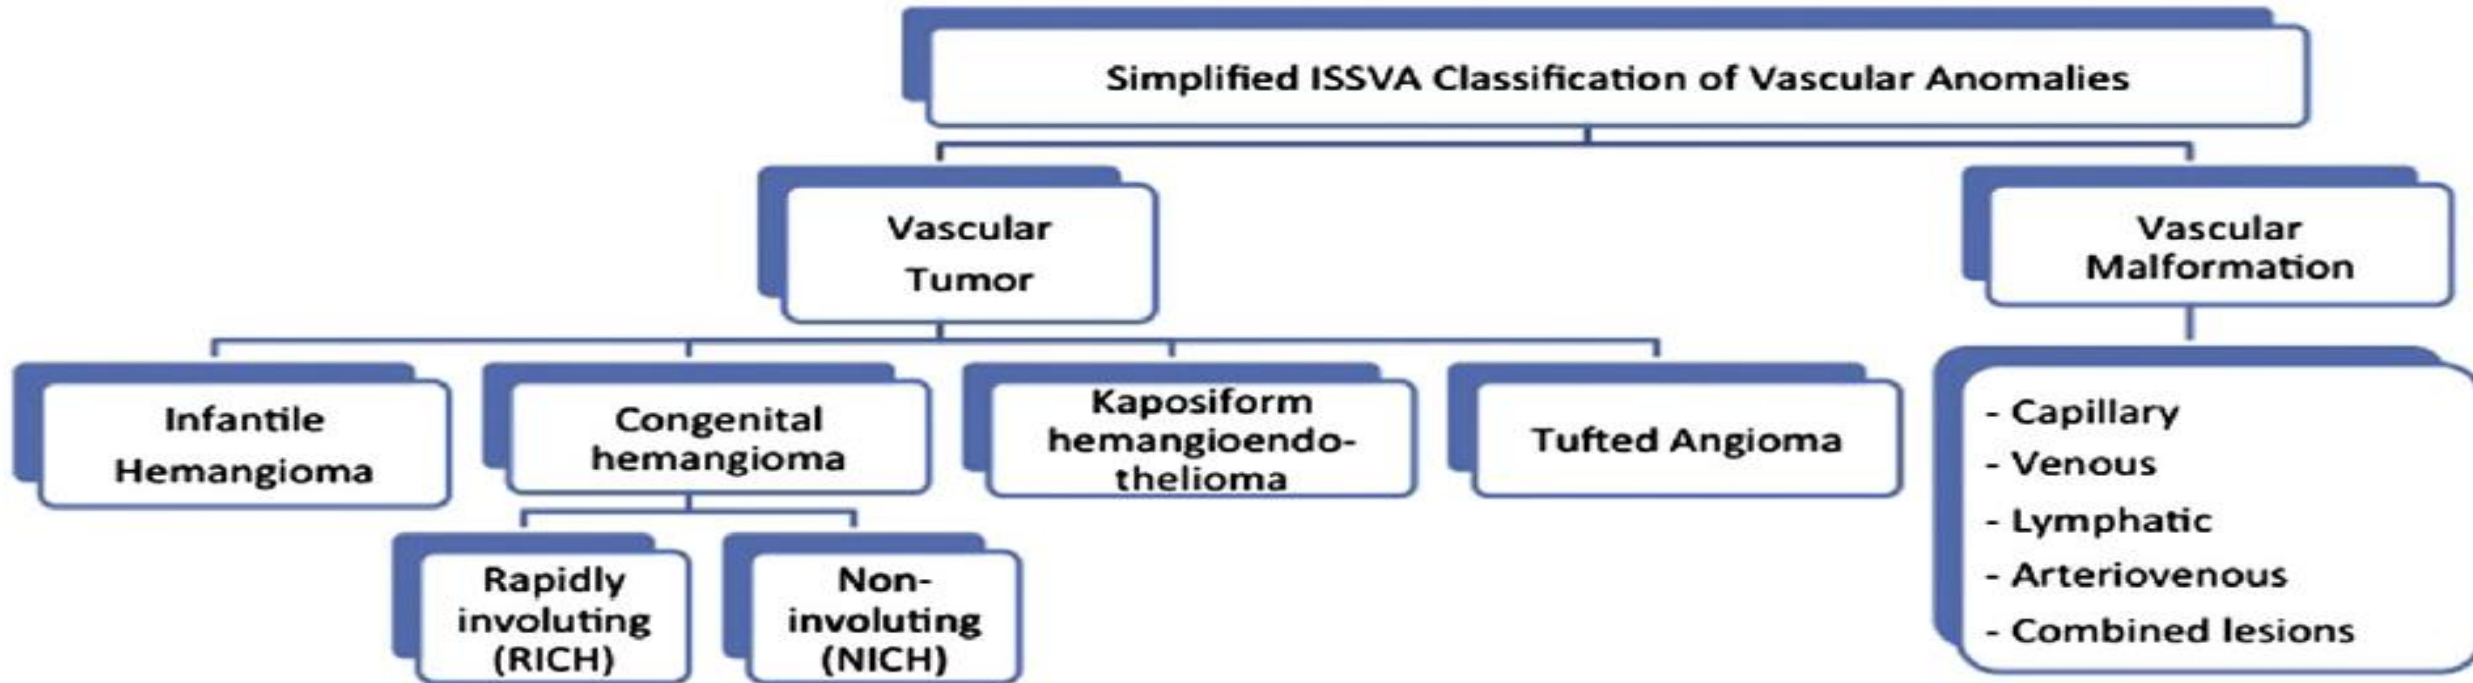 Simplified ISSVA Classification of Vascular Anomalies
Vascular
Tumor
Vascular
Malformation
Infantile
Hemangioma
Congenital
hemangioma
Kaposiform
hemangioendo-
thelioma
Tufted Angioma
- Capillary
- Venous
- Lymphatic
- Arteriovenous
- Combined lesions
Rapidly
involuting
(RICH)
Non-
involuting
(NICH)